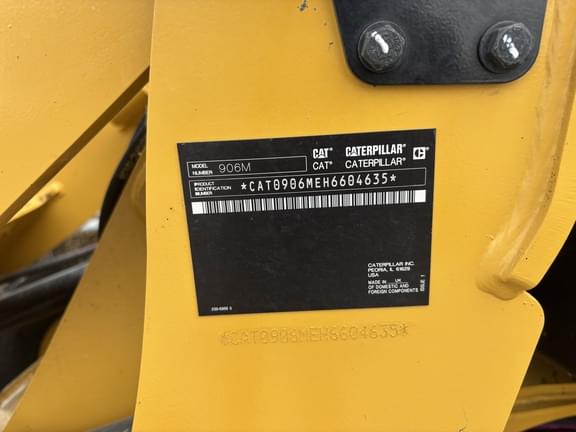 MODEL NUMBER 906M
CAT® CATERPILLAR®
CAT® CATERPILLAR®
PRODUCT IDENTIFICATION NUMBER *CAT0906MEH6604635*
CATERPILLAR INC.
PEORIA, IL 61629
USA
MADE IN UK
OF DOMESTIC AND
FOREIGN COMPONENTS
ISSUE 1
*CAT0906MEH6604635*